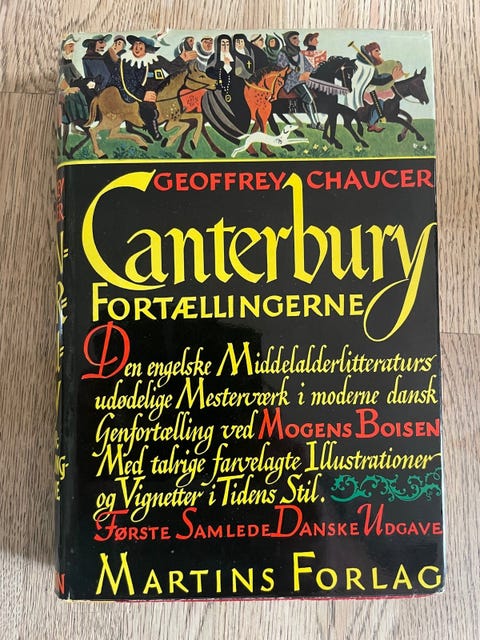 GEOFFREY CHAUCER
Canterbury
FORTÆLLINGERNE
Den engelske Middelalderlitteraturs
udødelige Mesterværk i moderne dansk
Genfortælling ved MOGENS BOISEN
Med talrige farvelagte Illustrationer
og Vignetter i Tidens Stil.
FØRSTE SAMLEDE DANSKE UDGAVE
MARTINS FORLAG